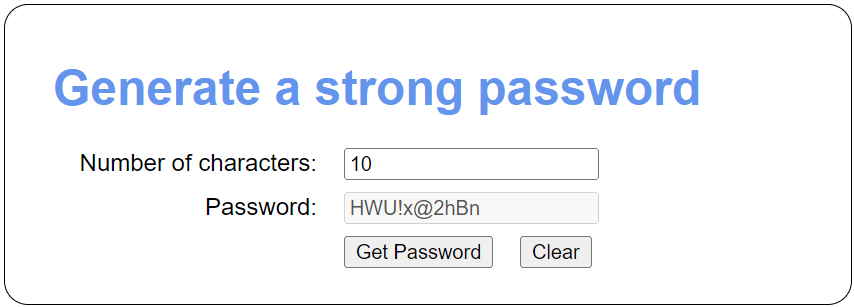 Generate a strong password
Number of characters: 10
Password: HWU!x@2hBn
Get Password Clear